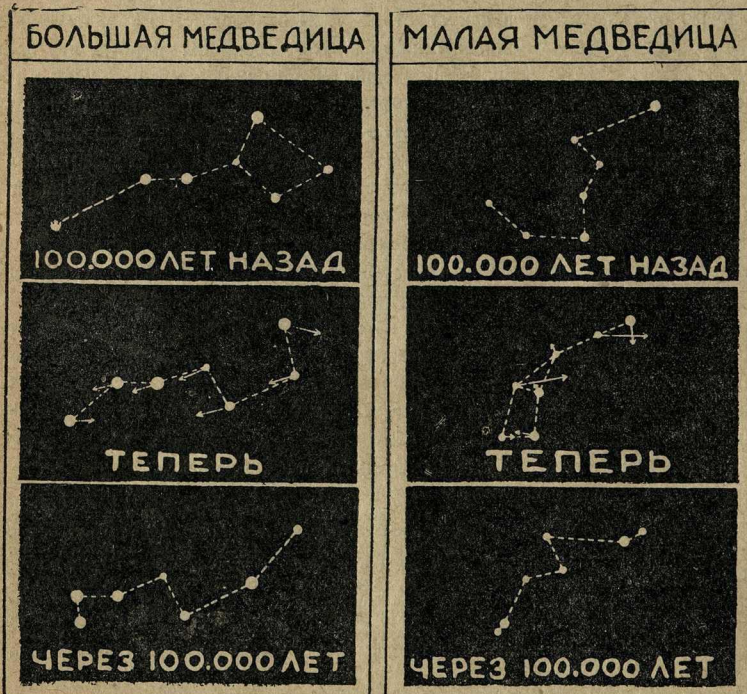 БОЛЬШАЯ МЕДВЕДИЦА
100.000 ЛЕТ НАЗАД
ТЕПЕРЬ
ЧЕРЕЗ 100.000 ЛЕТ
МАЛАЯ МЕДВЕДИЦА
100.000 ЛЕТ НАЗАД
ТЕПЕРЬ
ЧЕРЕЗ 100.000 ЛЕТ